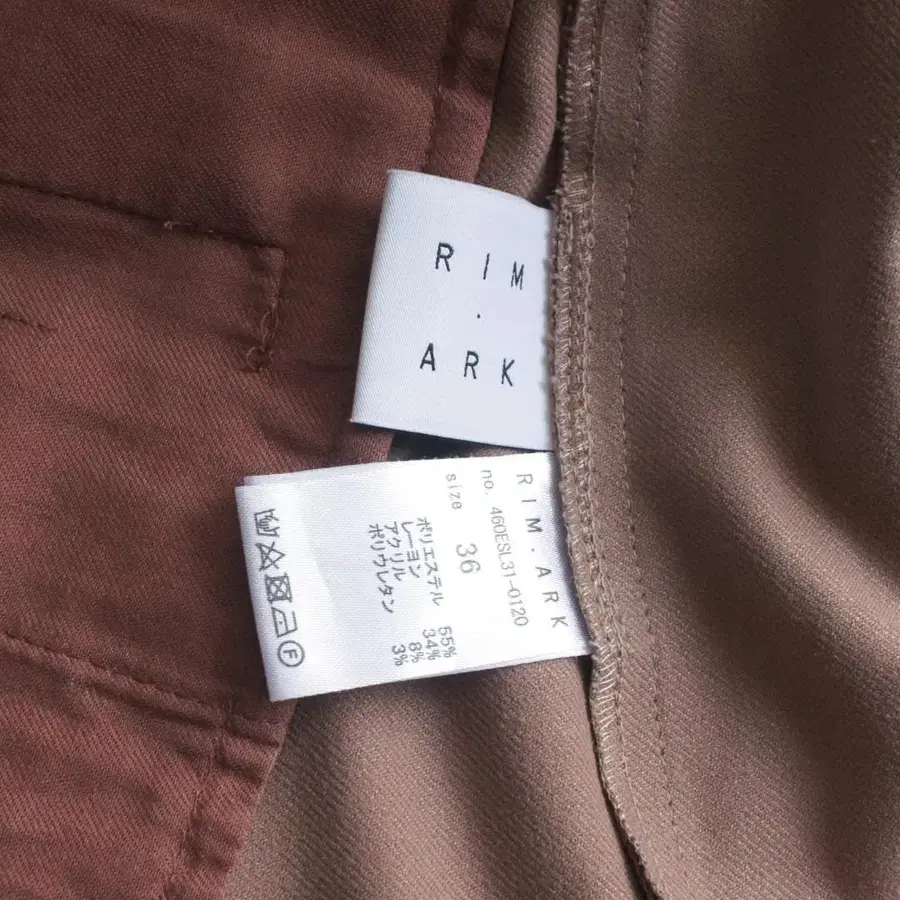 RIM
.
ARK
RIM.ARK
no. 460ESL31-0120
size 36
ポリエステル 55%
レーヨン 34%
アクリル 8%
ポリウレタン 3%
F